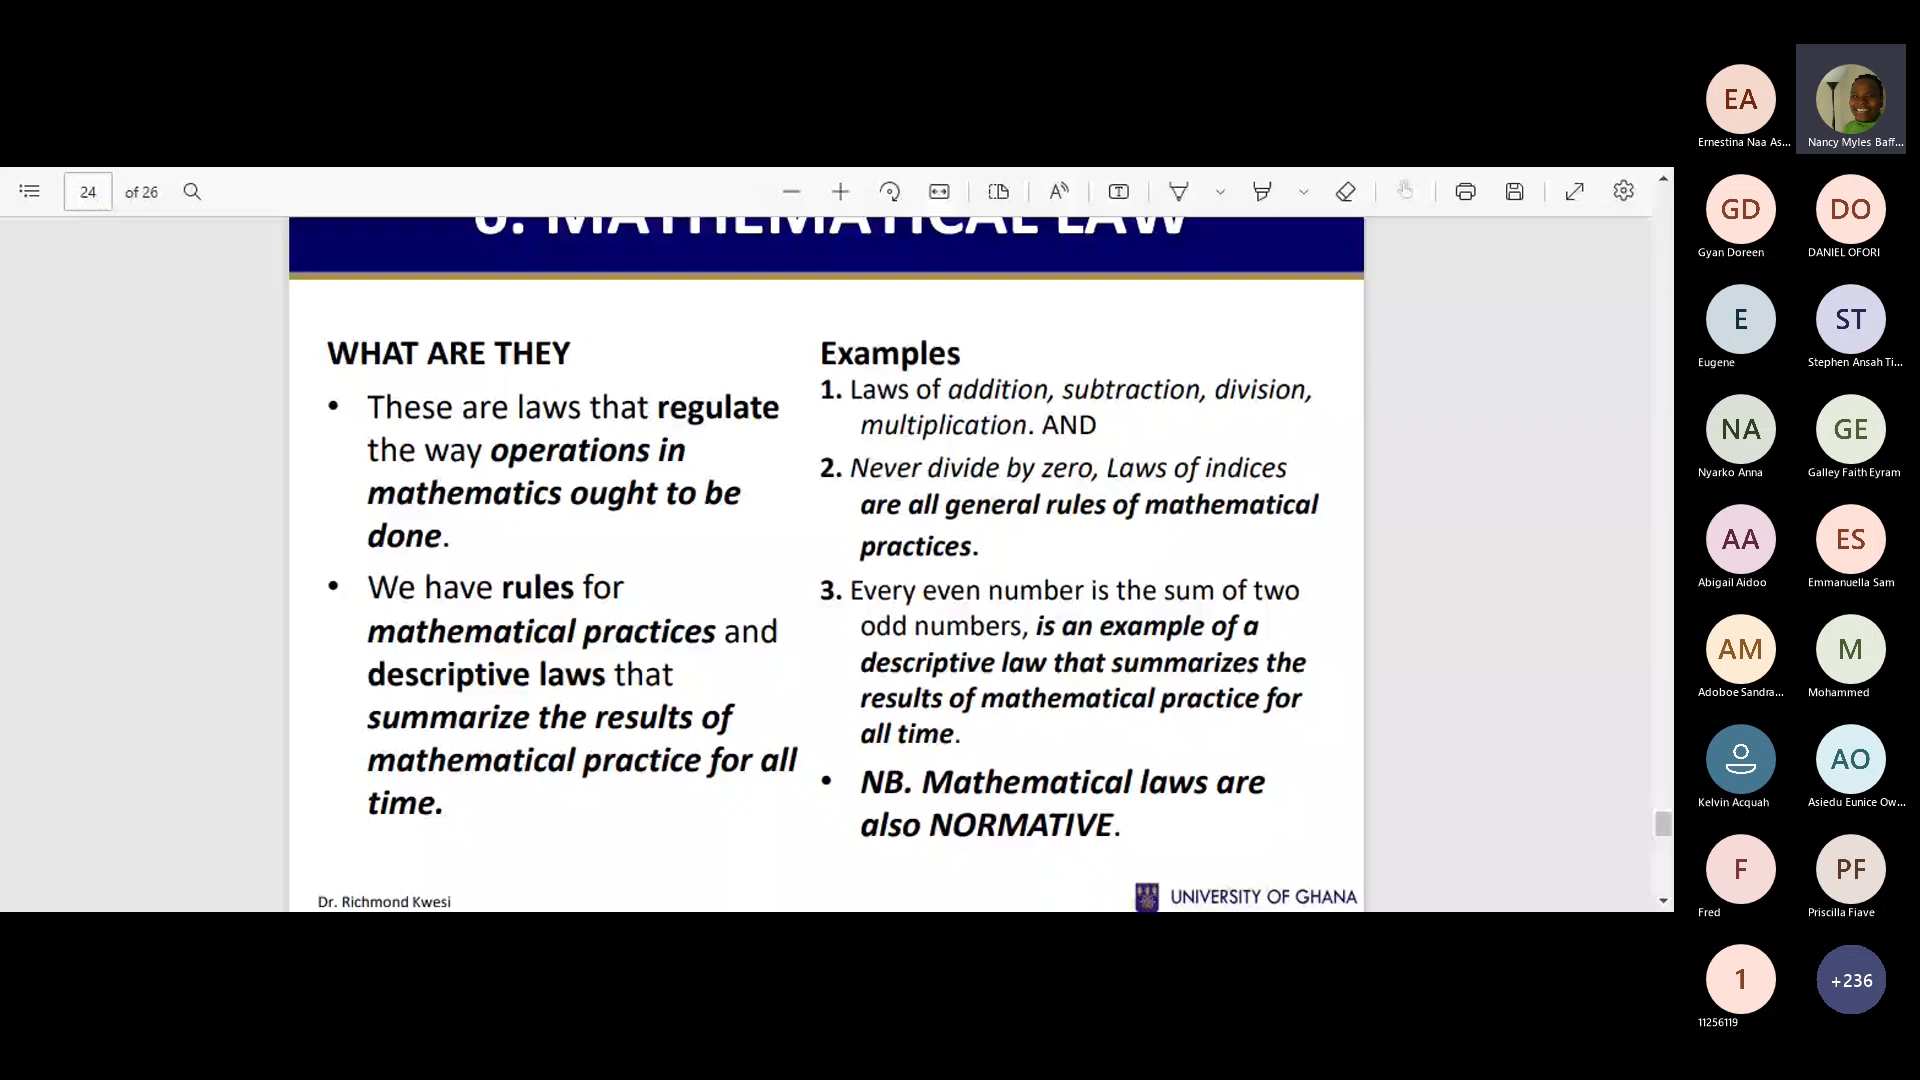 24 of 26
6. MATHEMATICAL LAW
WHAT ARE THEY
• These are laws that regulate
the way operations in
mathematics ought to be
done.
• We have rules for
mathematical practices and
descriptive laws that
summarize the results of
mathematical practice for all
time.
Examples
1. Laws of addition, subtraction, division,
multiplication. AND
2. Never divide by zero, Laws of indices
are all general rules of mathematical
practices.
3. Every even number is the sum of two
odd numbers, is an example of a
descriptive law that summarizes the
results of mathematical practice for
all time.
• NB. Mathematical laws are
also NORMATIVE.
Dr. Richmond Kwesi
UNIVERSITY OF GHANA
EA
Ernestina Naa As...
Nancy Myles Baff...
GD
Gyan Doreen
DO
DANIEL OFORI
E
Eugene
ST
Stephen Ansah Ti...
NA
Nyarko Anna
GE
Galley Faith Eyram
AA
Abigail Aidoo
ES
Emmanuella Sam
AM
Adoboe Sandra...
M
Mohammed
Kelvin Acquah
AO
Asiedu Eunice Ow...
F
Fred
PF
Priscilla Fiave
1
11256119
+236